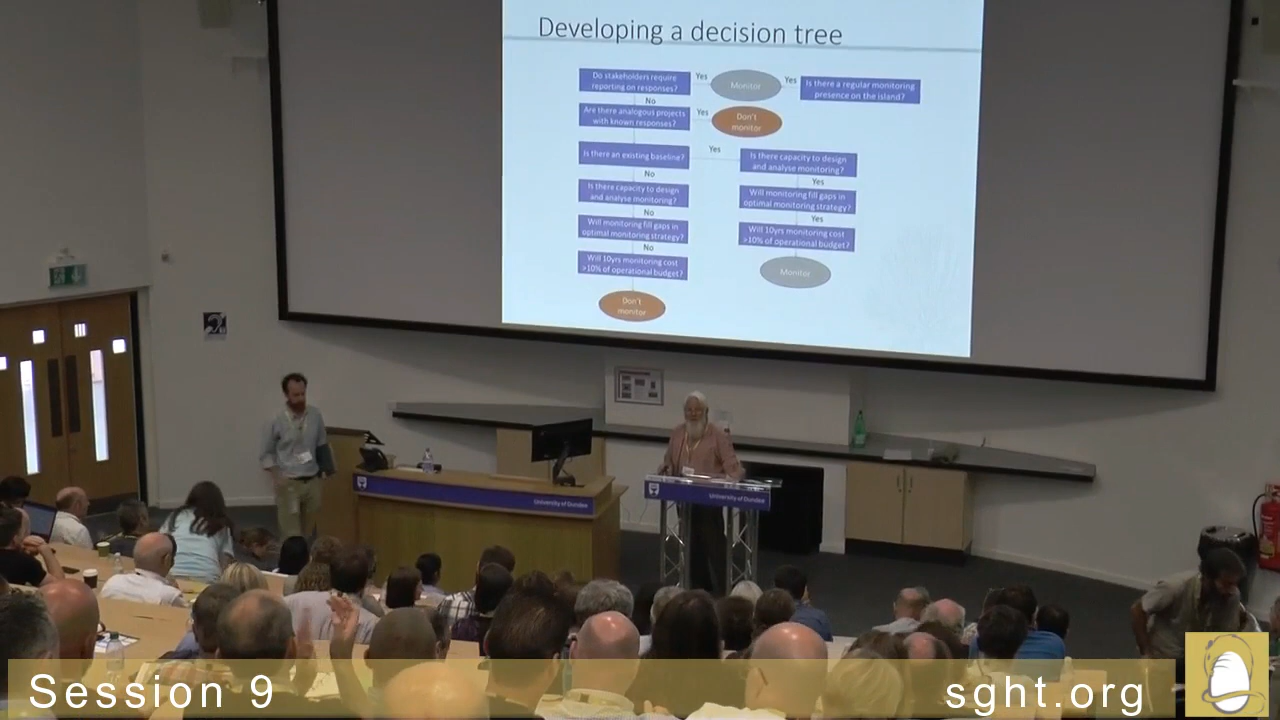 Developing a decision tree
Do stakeholders require
reporting on responses?
Yes
Monitor
Yes
Is there a regular monitoring
presence on the island?
No
Are there analogous projects
with known responses?
Yes
Don't
monitor
Is there an existing baseline?
Yes
Is there capacity to design
and analyse monitoring?
No
Yes
Is there capacity to design
and analyse monitoring?
Will monitoring fill gaps in
optimal monitoring strategy?
No
Yes
Will monitoring fill gaps in
optimal monitoring strategy?
Will 10yrs monitoring cost
>10% of operational budget?
No
Will 10yrs monitoring cost
>10% of operational budget?
Monitor
Don't
monitor
University of Dundee
University of Dundee
Session 9
sght.org